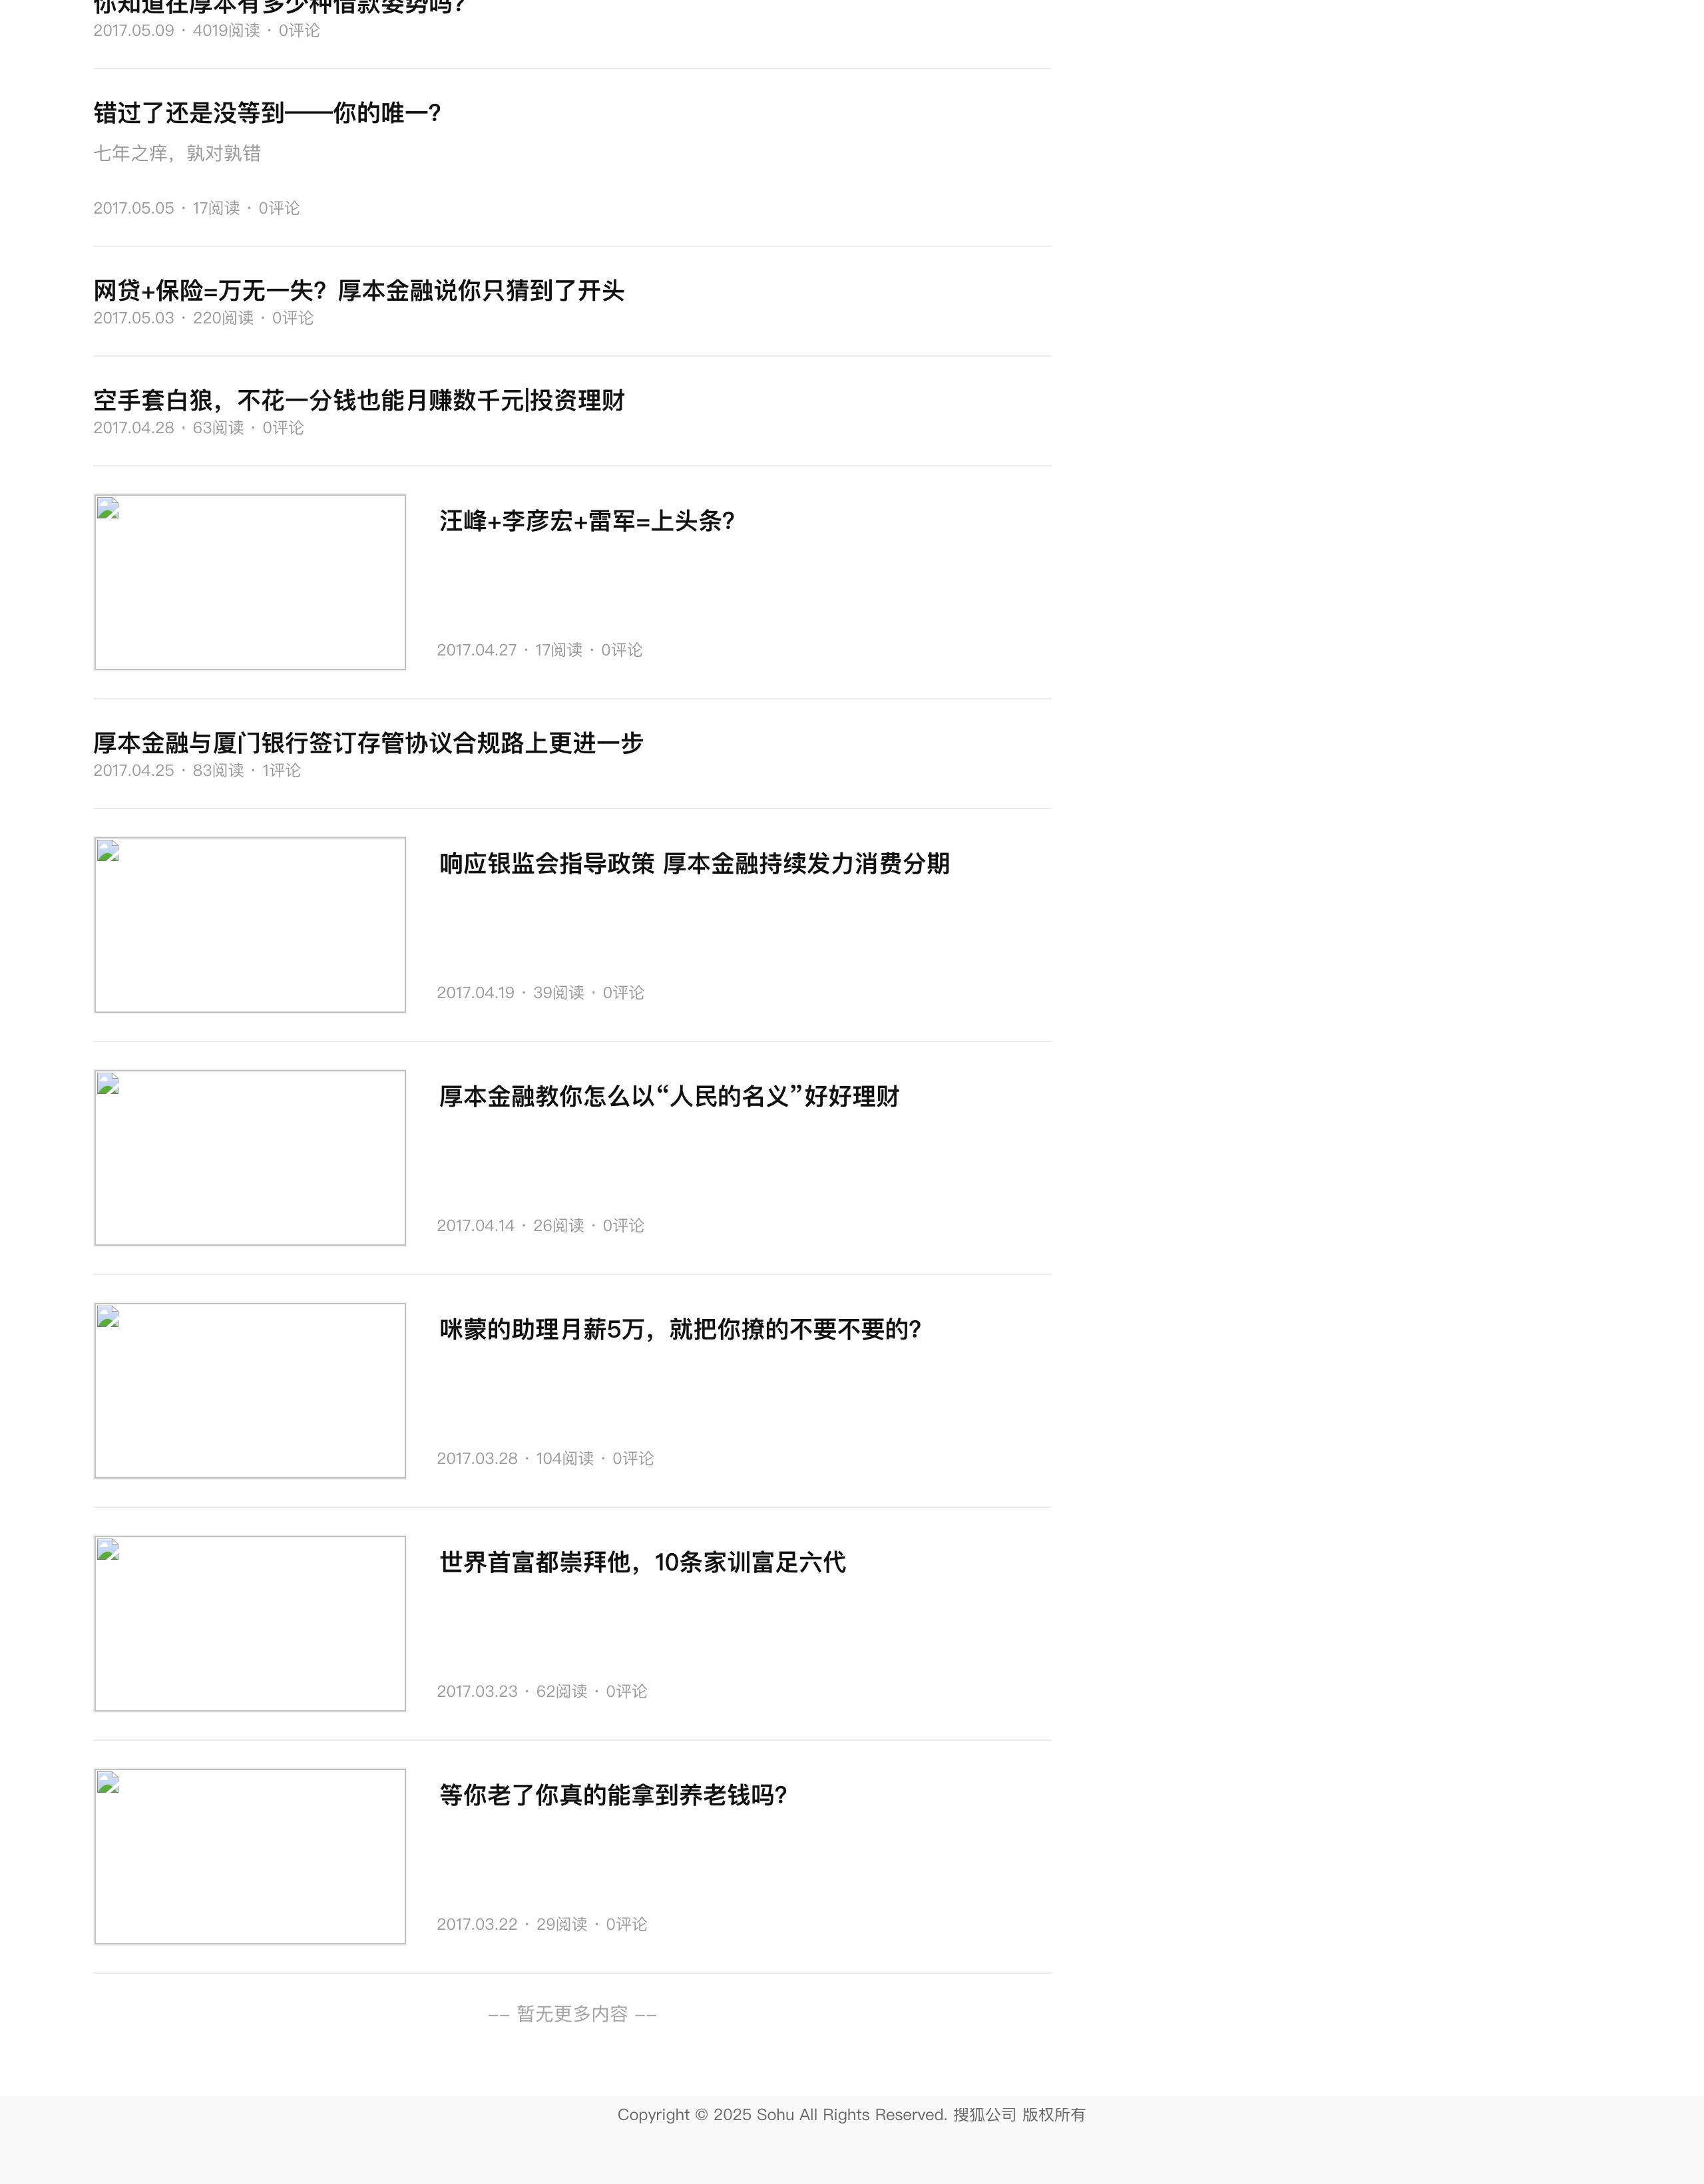 你知道在厚本有多少种借款姿势吗？
2017.05.09 · 4019阅读 · 0评论
错过了还是没等到——你的唯一？
七年之痒，孰对孰错
2017.05.05 · 17阅读 · 0评论
网贷+保险=万无一失？厚本金融说你只猜到了开头
2017.05.03 · 220阅读 · 0评论
空手套白狼，不花一分钱也能月赚数千元|投资理财
2017.04.28 · 63阅读 · 0评论
汪峰+李彦宏+雷军=上头条？
2017.04.27 · 17阅读 · 0评论
厚本金融与厦门银行签订存管协议合规路上更进一步
2017.04.25 · 83阅读 · 1评论
响应银监会指导政策 厚本金融持续发力消费分期
2017.04.19 · 39阅读 · 0评论
厚本金融教你怎么以“人民的名义”好好理财
2017.04.14 · 26阅读 · 0评论
咪蒙的助理月薪5万，就把你撩的不要不要的？
2017.03.28 · 104阅读 · 0评论
世界首富都崇拜他，10条家训富足六代
2017.03.23 · 62阅读 · 0评论
等你老了你真的能拿到养老钱吗？
2017.03.22 · 29阅读 · 0评论
-- 暂无更多内容 --
Copyright © 2025 Sohu All Rights Reserved. 搜狐公司 版权所有